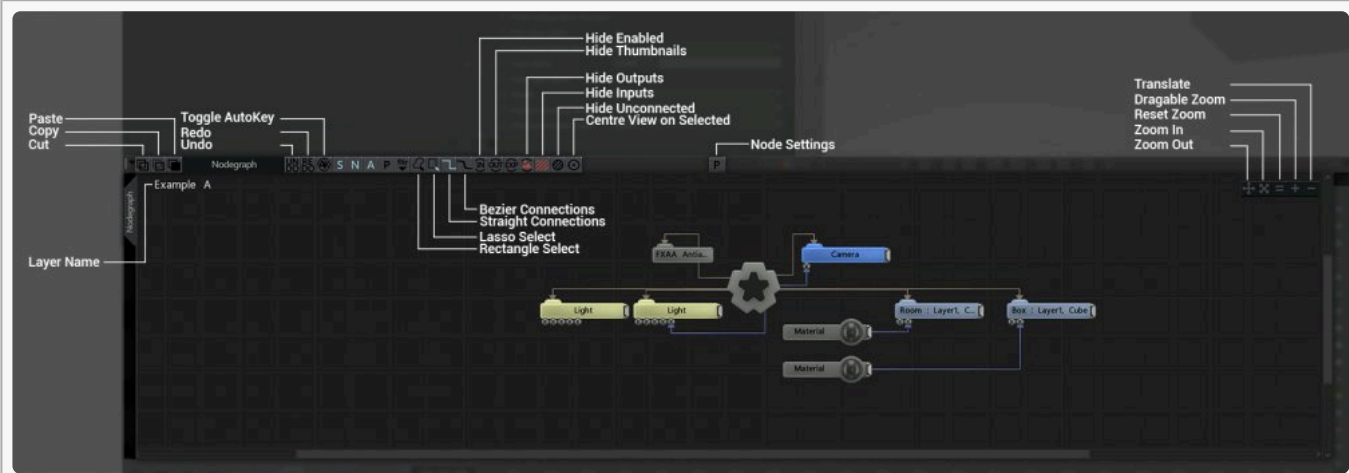 Hide Enabled
Hide Thumbnails
Hide Outputs
Hide Inputs
Hide Unconnected
Centre View on Selected
Paste
Copy
Cut
Toggle AutoKey
Redo
Undo
Node Settings
Translate
Dragable Zoom
Reset Zoom
Zoom In
Zoom Out
Nodegraph
S N A P
P
Example A
Nodegraph
Layer Name
Bezier Connections
Straight Connections
Lasso Select
Rectangle Select
FXAA Antia...
Camera
Light
Light
Room : Layer1, C...
Box : Layer1, Cube
Material
Material